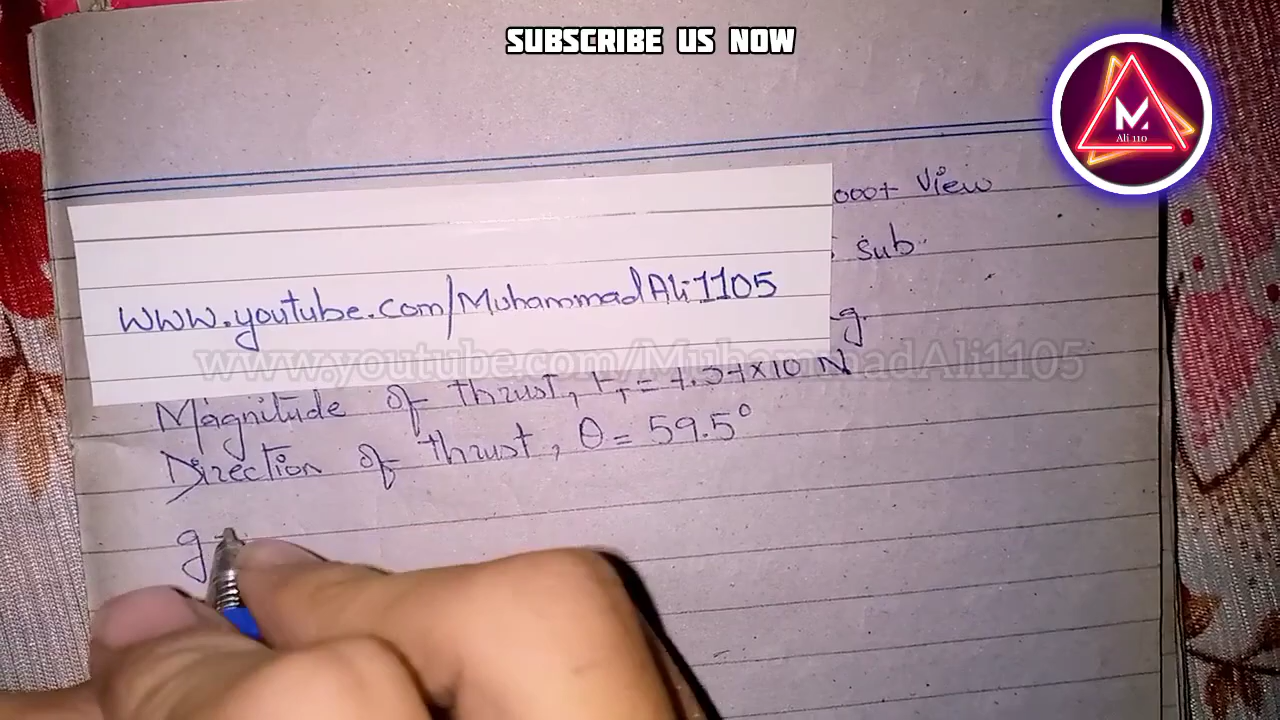 SUBSCRIBE US NOW
M
Ali 110
000+ View
Sub
www.youtube.com/MuhammadAli1105
g
www.youtube.com/MuhammadAli1105
Magnitude of thrust, N
Direction of thrust, θ = 59.5°
g